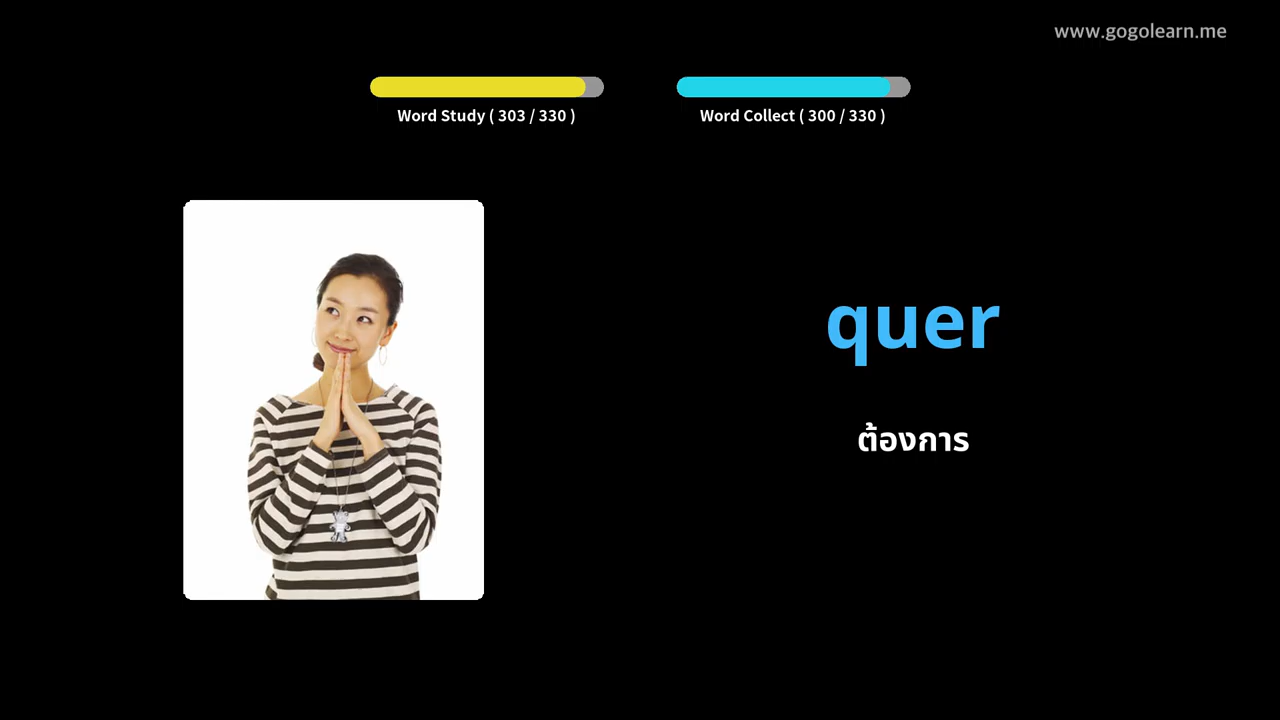 www.gogolearn.me
Word Study ( 303 / 330 )
Word Collect ( 300 / 330 )
quer
ต้องการ